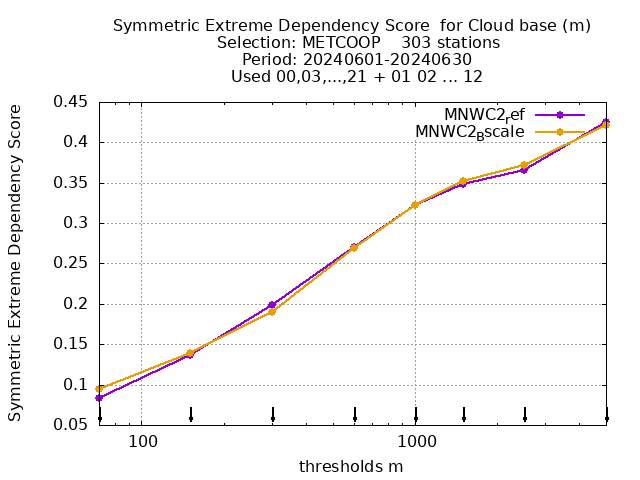 Symmetric Extreme Dependency Score  for Cloud base (m)
Selection: METCOOP    303 stations
Period: 20240601-20240630
Used 00,03,...,21 + 01 02 ... 12
Symmetric Extreme Dependency Score
0.45
0.4
0.35
0.3
0.25
0.2
0.15
0.1
0.05
MNWC2ref
MNWC2Bscale
100
1000
thresholds m